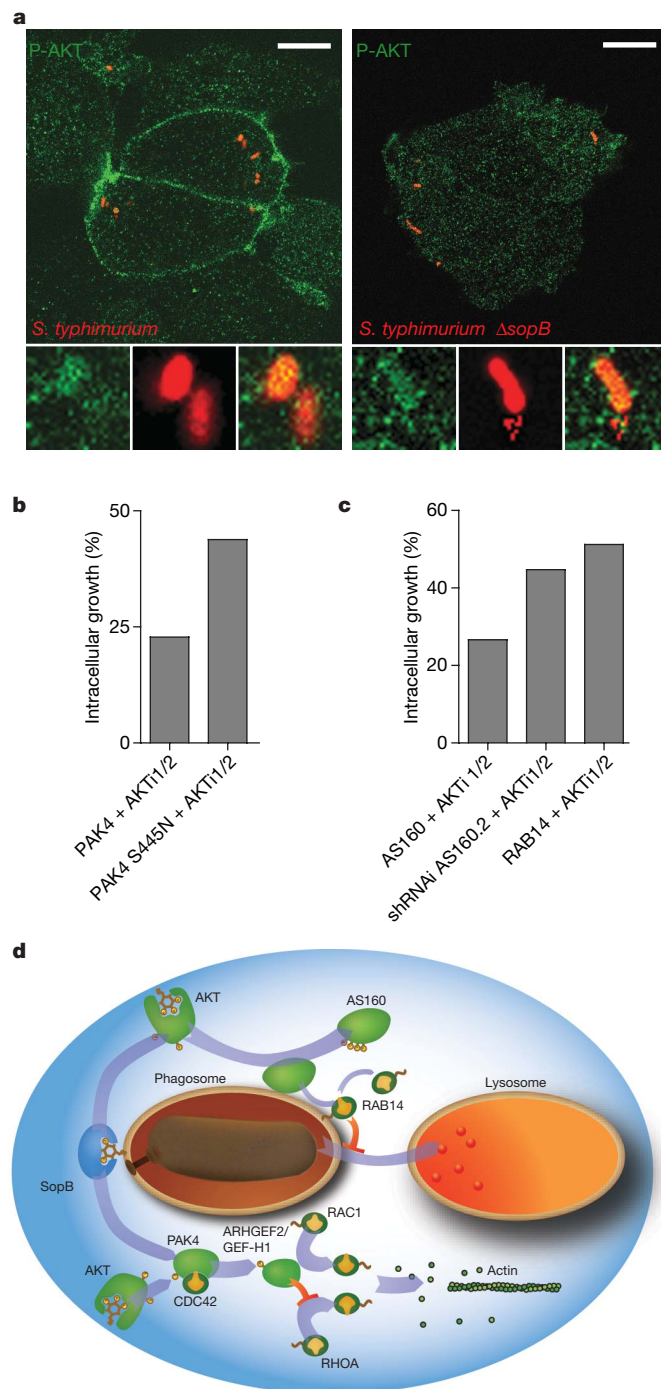 a
P-AKT
P-AKT
S. typhimurium
S. typhimurium ΔsopB
b
c
Intracellular growth (%)
50
25
0
PAK4 + AKTi1/2
PAK4 S445N + AKTi1/2
Intracellular growth (%)
60
40
20
0
AS160 + AKTi 1/2
shRNAi AS160.2 + AKTi1/2
RAB14 + AKTi1/2
d
AKT
AS160
Phagosome
Lysosome
RAB14
SopB
RAC1
ARHGEF2/
GEF-H1
PAK4
AKT
CDC42
Actin
RHOA